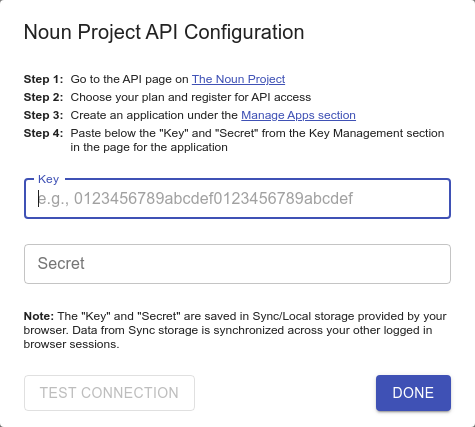 Noun Project API Configuration
Step 1: Go to the API page on The Noun Project
Step 2: Choose your plan and register for API access
Step 3: Create an application under the Manage Apps section
Step 4: Paste below the "Key" and "Secret" from the Key Management section
in the page for the application
Key
e.g., 0123456789abcdef0123456789abcdef
Secret
Note: The "Key" and "Secret" are saved in Sync/Local storage provided by your
browser. Data from Sync storage is synchronized across your other logged in
browser sessions.
TEST CONNECTION
DONE